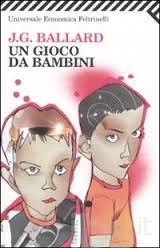 Universale Economica Feltrinelli
J.G. BALLARD
UN GIOCO
DA BAMBINI